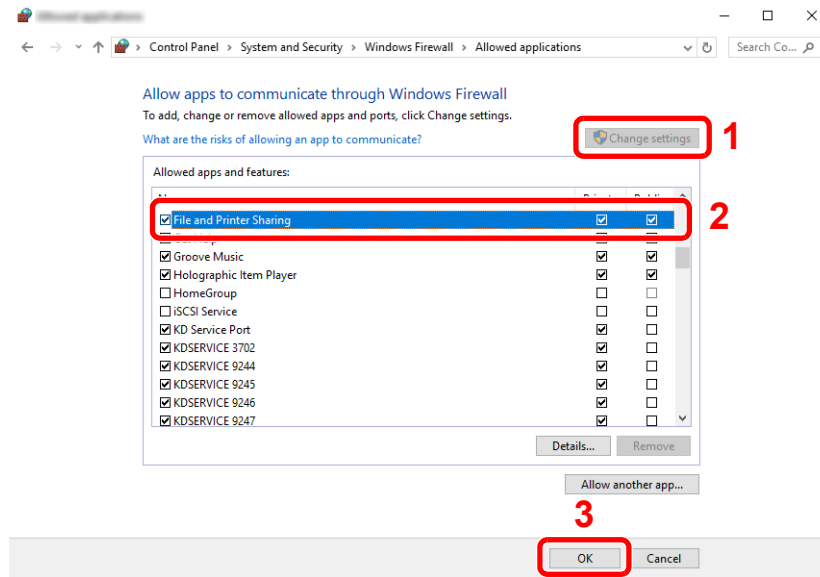 Control Panel > System and Security > Windows Firewall > Allowed applications
Search Co...
Allow apps to communicate through Windows Firewall
To add, change or remove allowed apps and ports, click Change settings.
What are the risks of allowing an app to communicate?
Change settings
1
Allowed apps and features:
File and Printer Sharing
2
Groove Music
Holographic Item Player
HomeGroup
iSCSI Service
KD Service Port
KDSERVICE 3702
KDSERVICE 9244
KDSERVICE 9245
KDSERVICE 9246
KDSERVICE 9247
Details...
Remove
Allow another app...
3
OK
Cancel